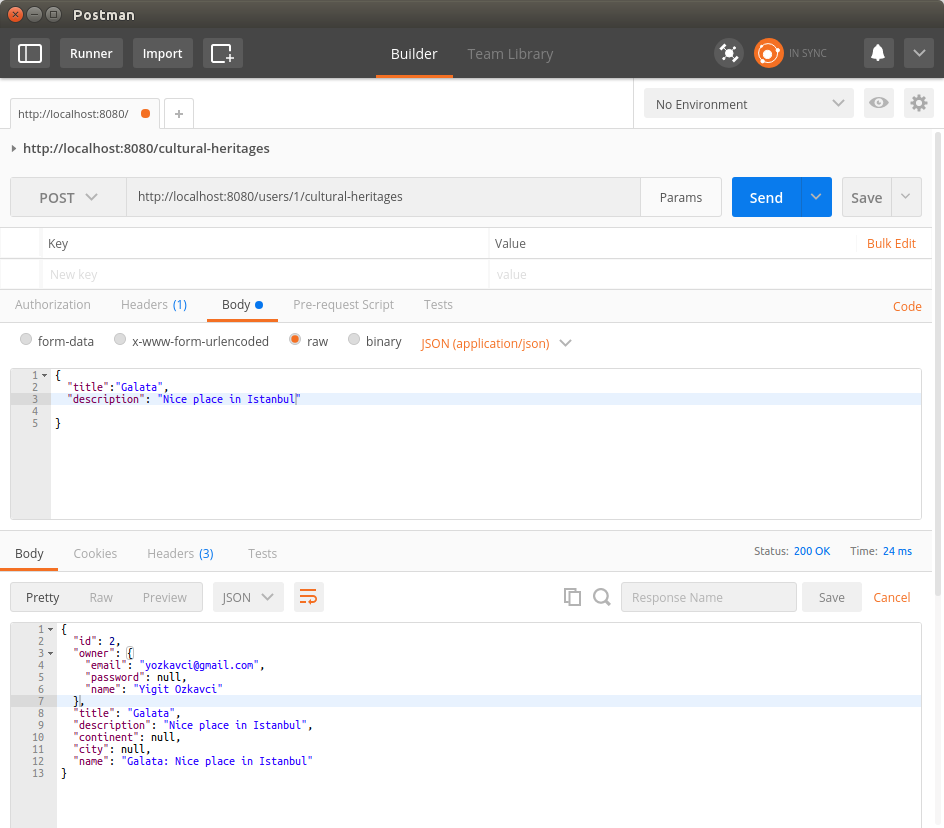 Postman
Runner Import Builder Team Library IN SYNC
http://localhost:8080/ + No Environment
http://localhost:8080/cultural-heritages
POST http://localhost:8080/users/1/cultural-heritages Params Send Save
Key Value Bulk Edit
New key value
Authorization Headers (1) Body Pre-request Script Tests Code
form-data x-www-form-urlencoded raw binary JSON (application/json)
1 {
2 "title":"Galata",
3 "description": "Nice place in Istanbul"
4
5 }
Body Cookies Headers (3) Tests Status: 200 OK Time: 24 ms
Pretty Raw Preview JSON Response Name Save Cancel
1 {
2 "id": 2,
3 "owner": {
4 "email": "yozkavci@gmail.com",
5 "password": null,
6 "name": "Yigit Ozkavci"
7 },
8 "title": "Galata",
9 "description": "Nice place in Istanbul",
10 "continent": null,
11 "city": null,
12 "name": "Galata: Nice place in Istanbul"
13 }